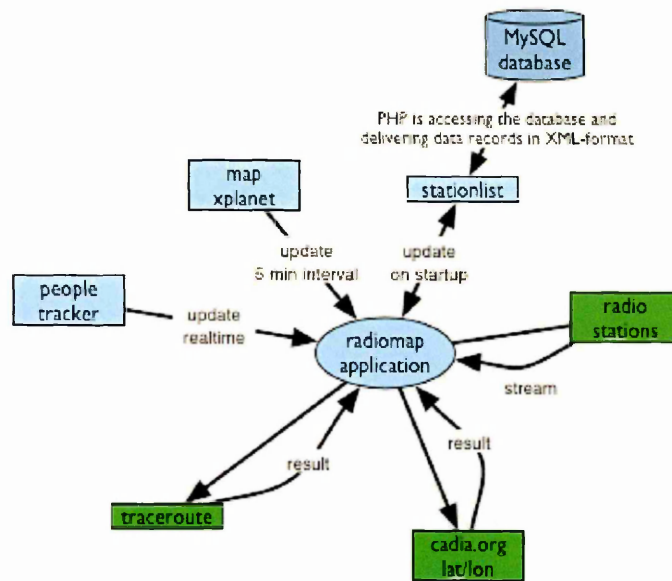 MySQL
database
PHP is accessing the database and
delivering data records in XML-format
map
xplanet
stationlist
update
5 min interval
update
on startup
people
tracker
update
realtime
radio
stations
radiomap
application
stream
result
result
traceroute
cadia.org
lat/lon